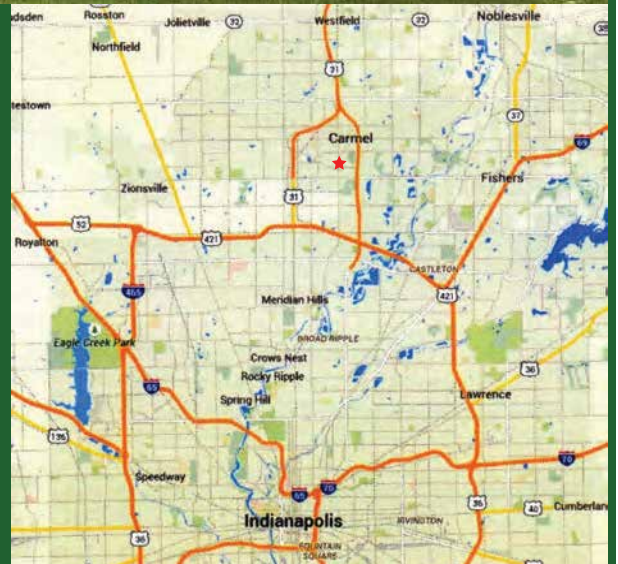 Rosston
Jolietville
32
Westfield
32
Noblesville
Northfield
31
37
Carmel
69
Zionsville
31
Fishers
52
421
Royalton
CASTLETON
465
421
Meridian Hills
Eagle Creek Park
BROAD RIPPLE
Crows Nest
36
Rocky Ripple
65
Spring Hill
Lawrence
136
70
Speedway
65
70
36
40
Indianapolis
IRVINGTON
36
FOUNTAIN
SQUARE